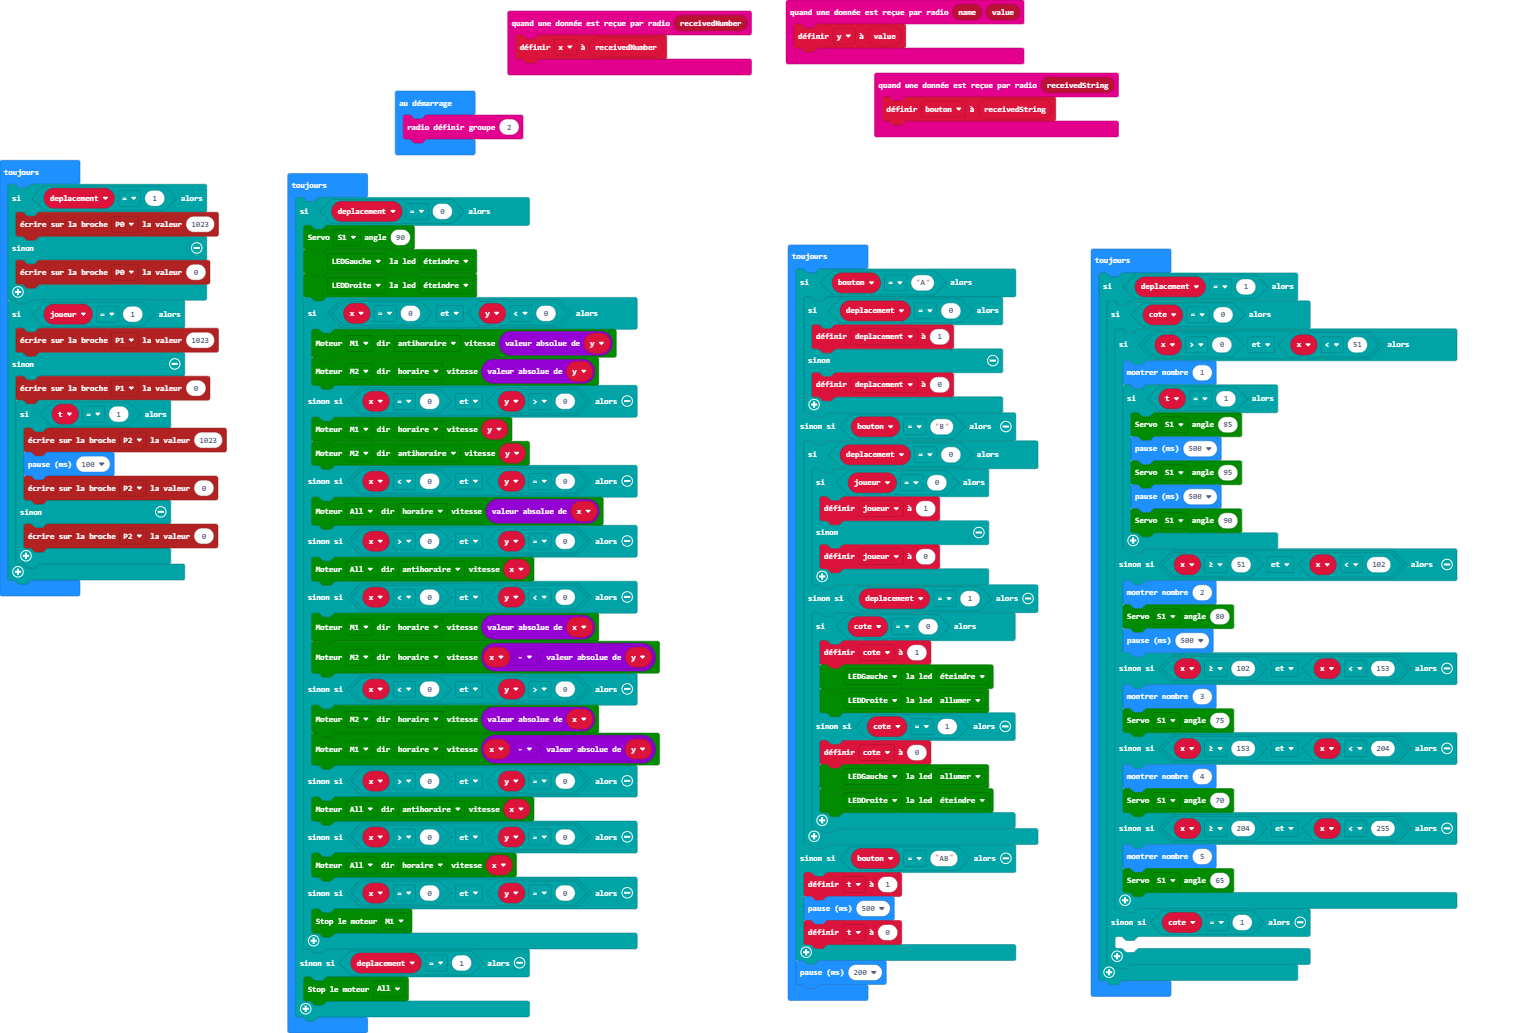 quand une donnée est reçue par radio receivedNumber
définir x à receivedNumber
quand une donnée est reçue par radio name value
définir y à value
quand une donnée est reçue par radio receivedString
définir bouton à receivedString
au démarrage
radio définir groupe 2
toujours
si deplacement = 1 alors
écrire sur la broche P0 la valeur 1023
sinon
écrire sur la broche P0 la valeur 0
si joueur = 1 alors
écrire sur la broche P1 la valeur 1023
sinon
écrire sur la broche P1 la valeur 0
si t = 1 alors
écrire sur la broche P2 la valeur 1023
pause (ms) 100
écrire sur la broche P2 la valeur 0
sinon
écrire sur la broche P2 la valeur 0
toujours
si deplacement = 0 alors
Servo S1 angle 90
LEDGauche la led éteindre
LEDDroite la led éteindre
si x = 0 et y < 0 alors
Moteur M1 dir antihoraire vitesse valeur absolue de y
Moteur M2 dir horaire vitesse valeur absolue de y
sinon si x = 0 et y > 0 alors
Moteur M1 dir horaire vitesse y
Moteur M2 dir antihoraire vitesse y
sinon si x < 0 et y = 0 alors
Moteur All dir horaire vitesse valeur absolue de x
sinon si x > 0 et y = 0 alors
Moteur All dir antihoraire vitesse x
sinon si x < 0 et y < 0 alors
Moteur M1 dir horaire vitesse valeur absolue de x
Moteur M2 dir horaire vitesse x - valeur absolue de y
sinon si x < 0 et y > 0 alors
Moteur M2 dir horaire vitesse valeur absolue de x
Moteur M1 dir horaire vitesse x - valeur absolue de y
sinon si x > 0 et y = 0 alors
Moteur All dir antihoraire vitesse x
sinon si x > 0 et y = 0 alors
Moteur All dir horaire vitesse x
sinon si x = 0 et y = 0 alors
Stop le moteur M1
sinon si deplacement = 1 alors
Stop le moteur All
toujours
si bouton = "A" alors
si deplacement = 0 alors
définir deplacement à 1
sinon
définir deplacement à 0
sinon si bouton = "B" alors
si deplacement = 0 alors
si joueur = 0 alors
définir joueur à 1
sinon
définir joueur à 0
sinon si deplacement = 1 alors
si cote = 0 alors
définir cote à 1
LEDGauche la led éteindre
LEDDroite la led allumer
sinon si cote = 1 alors
définir cote à 0
LEDGauche la led allumer
LEDDroite la led éteindre
sinon si bouton = "AB" alors
définir t à 1
pause (ms) 500
définir t à 0
pause (ms) 200
toujours
si deplacement = 1 alors
si cote = 0 alors
si x > 0 et x < 51 alors
montrer nombre 1
si t = 1 alors
Servo S1 angle 85
pause (ms) 500
Servo S1 angle 95
pause (ms) 500
Servo S1 angle 90
sinon si x ≥ 51 et x < 102 alors
montrer nombre 2
Servo S1 angle 80
pause (ms) 500
sinon si x ≥ 102 et x < 153 alors
montrer nombre 3
Servo S1 angle 75
sinon si x ≥ 153 et x < 204 alors
montrer nombre 4
Servo S1 angle 70
sinon si x ≥ 204 et x < 255 alors
montrer nombre 5
Servo S1 angle 65
sinon si cote = 1 alors